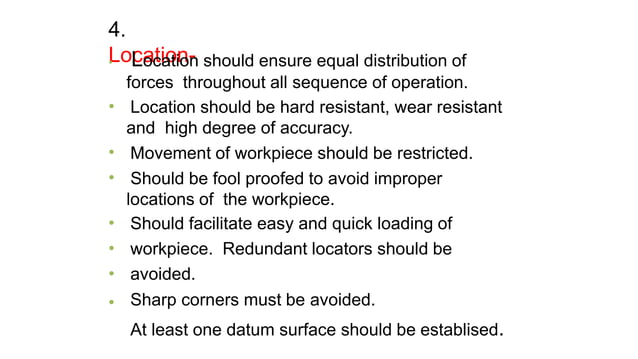 4.
Location-
• Location should ensure equal distribution of
forces throughout all sequence of operation.
• Location should be hard resistant, wear resistant
and high degree of accuracy.
• Movement of workpiece should be restricted.
• Should be fool proofed to avoid improper
locations of the workpiece.
• Should facilitate easy and quick loading of
• workpiece. Redundant locators should be
• avoided.
• Sharp corners must be avoided.
At least one datum surface should be establised.